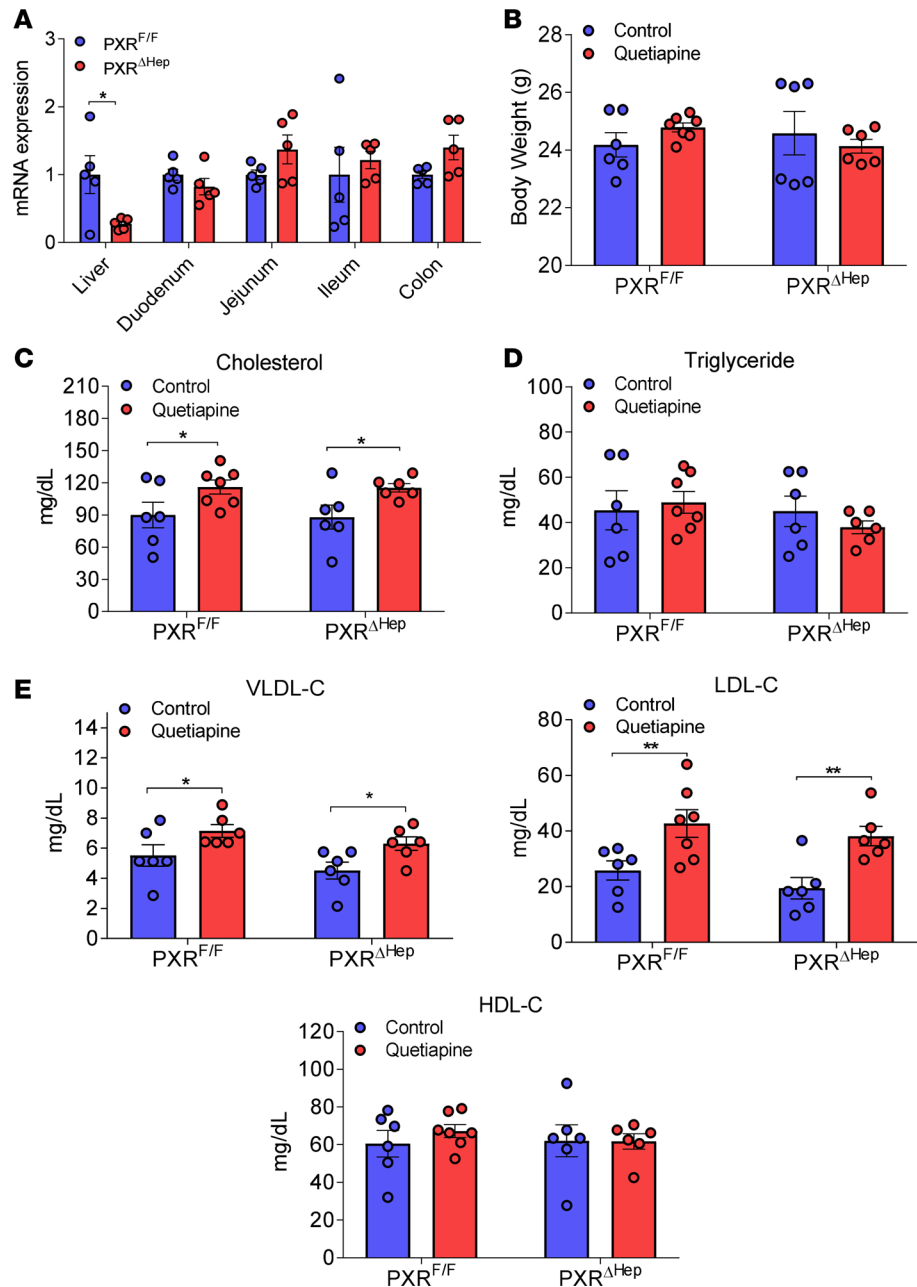 A
mRNA expression
3
2
1
0
PXR^F/F
PXR^ΔHep
*
Liver
Duodenum
Jejunum
Ileum
Colon
B
Body Weight (g)
28
26
24
22
20
Control
Quetiapine
PXR^F/F
PXR^ΔHep
C
Cholesterol
mg/dL
210
180
150
120
90
60
30
0
Control
Quetiapine
*
*
PXR^F/F
PXR^ΔHep
D
Triglyceride
mg/dL
100
80
60
40
20
0
Control
Quetiapine
PXR^F/F
PXR^ΔHep
E
VLDL-C
mg/dL
14
12
10
8
6
4
2
0
Control
Quetiapine
*
*
PXR^F/F
PXR^ΔHep
LDL-C
mg/dL
80
60
40
20
0
Control
Quetiapine
**
**
PXR^F/F
PXR^ΔHep
HDL-C
mg/dL
120
100
80
60
40
20
0
Control
Quetiapine
PXR^F/F
PXR^ΔHep